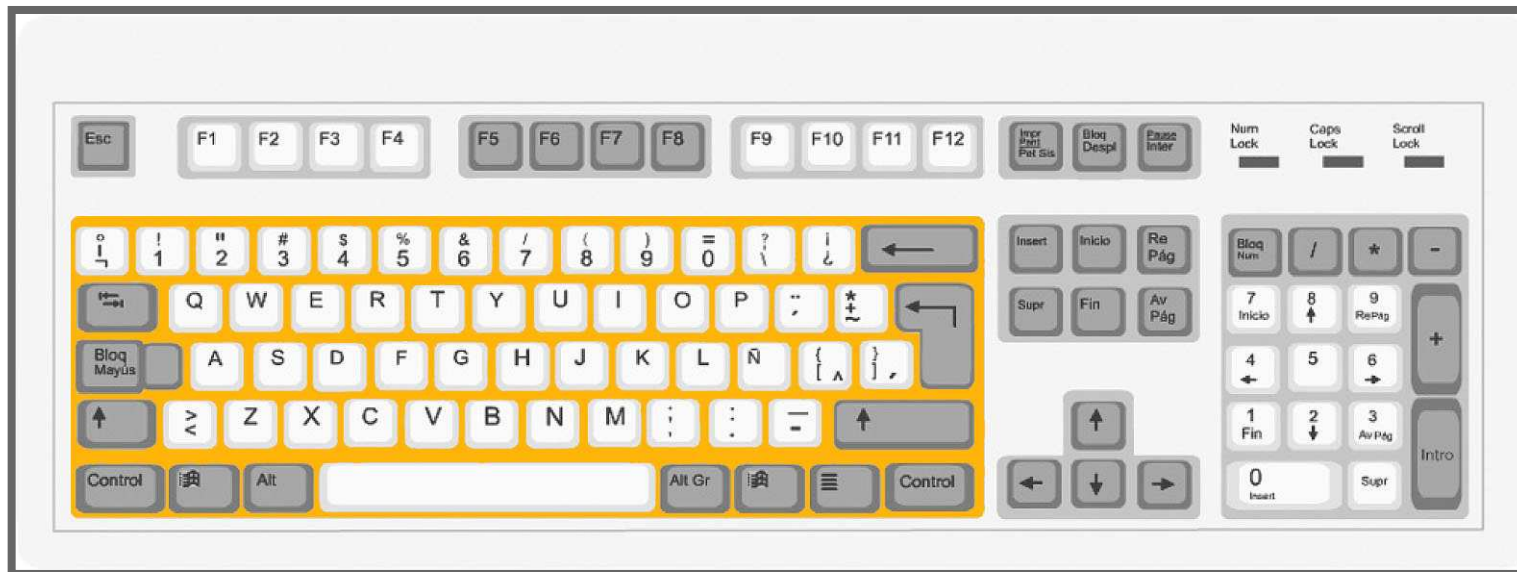 Esc F1 F2 F3 F4 F5 F6 F7 F8 F9 F10 F11 F12
Impr
Pant
Pet Sis
Bloq
Despl
Pause
Inter
Num
Lock
Caps
Lock
Scroll
Lock
° ! " # $ % & / ( ) = ? ¡
¬ 1 2 3 4 5 6 7 8 9 0 \ ¿
Insert Inicio
Re
Pág
Bloq
Num
/ * -
Q W E R T Y U I O P ¨ ´ *
+
~
Supr Fin
Av
Pág
7 8 9
Inicio RePág
+
Bloq
Mayús
A S D F G H J K L Ñ { }
[ ^ ] ,
4 5 6
> Z X C V B N M ; : _
< , . -
1 2 3
Fin Av Pág
Intro
Control Alt Alt Gr Control
0 Supr
Insert